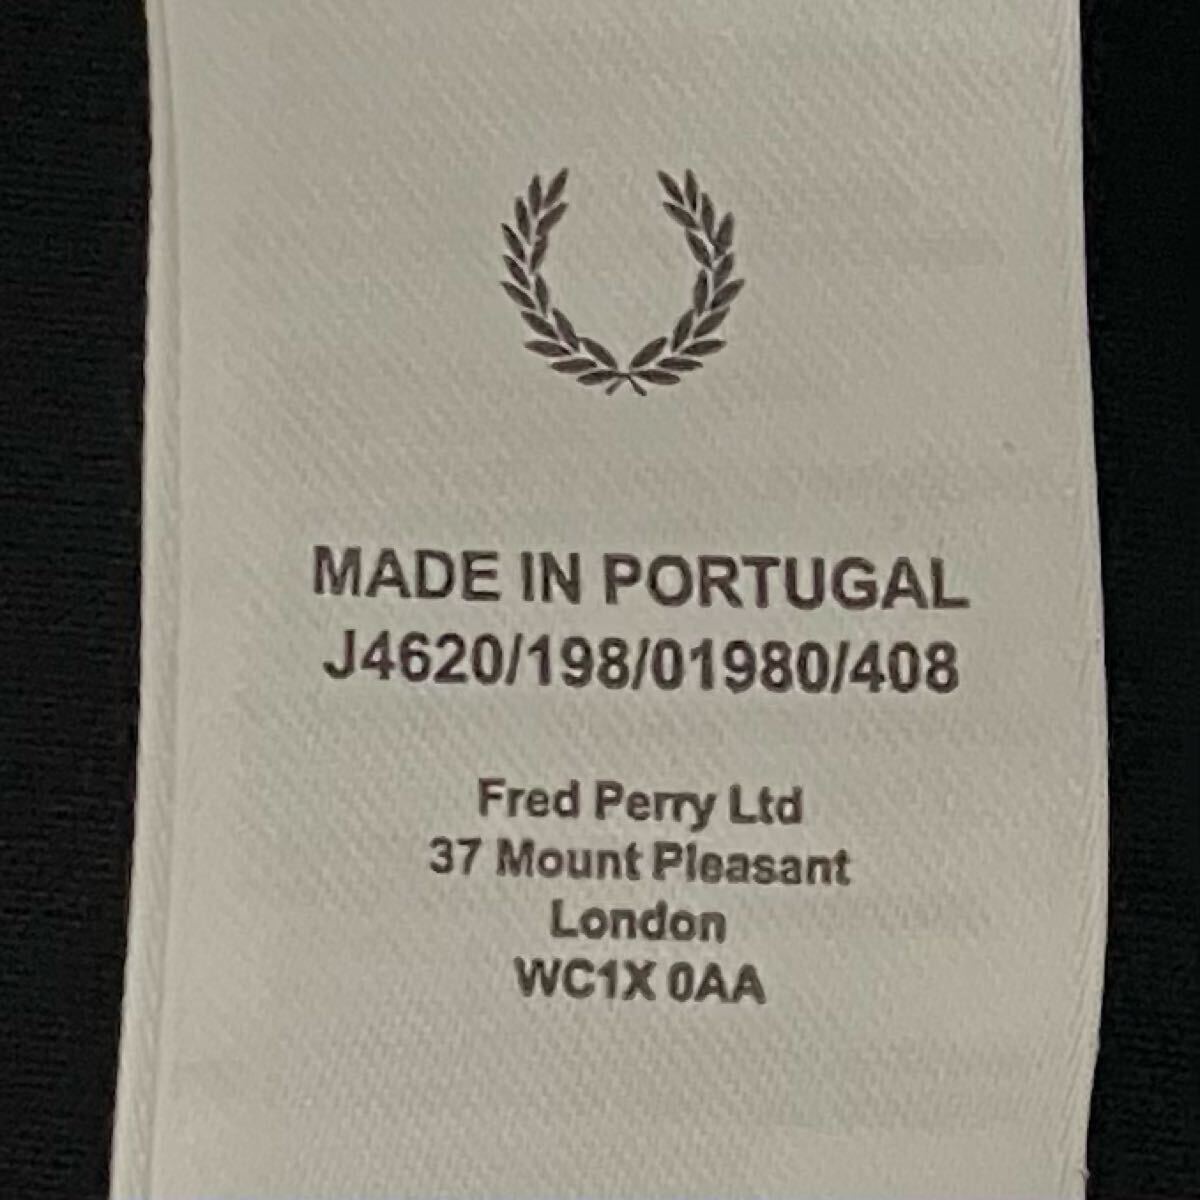 MADE IN PORTUGAL
J4620/198/01980/408
Fred Perry Ltd
37 Mount Pleasant
London
WC1X 0AA